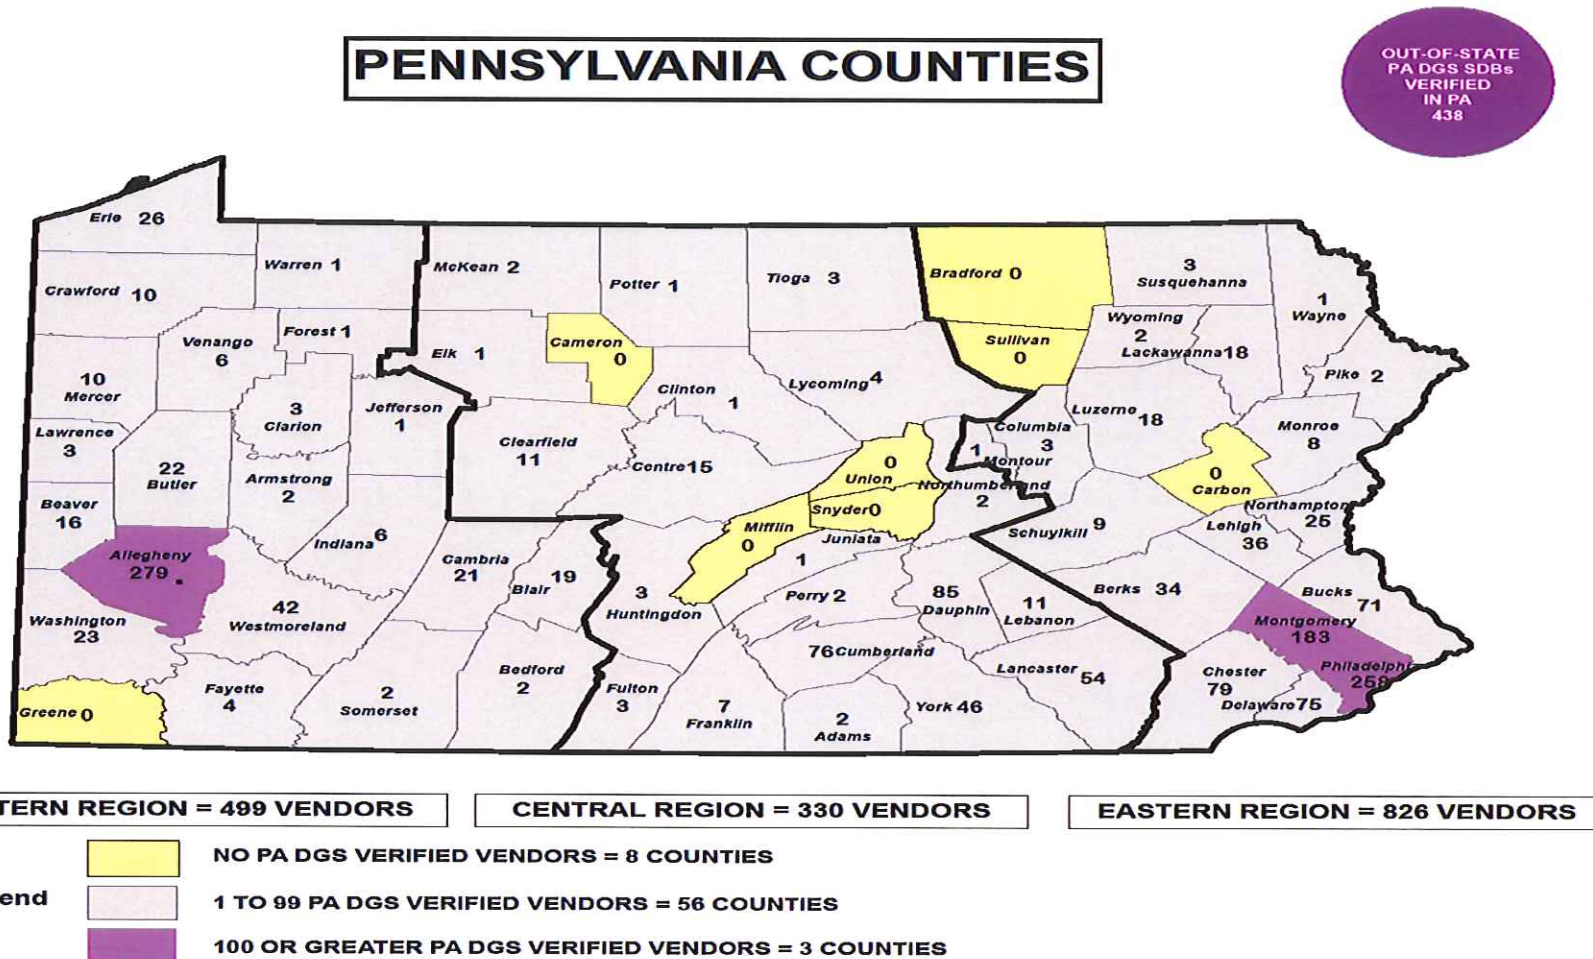 PENNSYLVANIA COUNTIES
OUT-OF-STATE
PA DGS SDBs
VERIFIED
IN PA
438
Erie 26
Crawford 10
Warren 1
McKean 2
Potter 1
Tioga 3
Bradford 0
3
Susquehanna
1
Wayne
Venango
6
Forest 1
Elk 1
Cameron
0
Sullivan
0
Wyoming
2
Lackawanna 18
Pike 2
10
Mercer
3
Clarion
Jefferson
1
Clinton
1
Lycoming 4
Luzerne
18
Monroe
8
Lawrence
3
22
Butler
Armstrong
2
Clearfield
11
Centre 15
0
Union
Columbia
3
1
Montour
Northumberland
2
0
Carbon
Beaver
16
Snyder 0
Mifflin
0
Juniata
1
Schuylkill 9
Northampton
25
Lehigh
36
Allegheny
279
Indiana 6
Cambria
21
Blair 19
3
Huntingdon
Perry 2
85
Dauphin
11
Lebanon
Berks 34
Bucks
71
Washington
23
42
Westmoreland
76 Cumberland
Lancaster 54
Montgomery
183
Philadelphi
258
Chester
79
Delaware 75
Greene 0
Fayette
4
2
Somerset
Bedford
2
Fulton
3
7
Franklin
2
Adams
York 46
TERN REGION = 499 VENDORS
CENTRAL REGION = 330 VENDORS
EASTERN REGION = 826 VENDORS
NO PA DGS VERIFIED VENDORS = 8 COUNTIES
end
1 TO 99 PA DGS VERIFIED VENDORS = 56 COUNTIES
100 OR GREATER PA DGS VERIFIED VENDORS = 3 COUNTIES